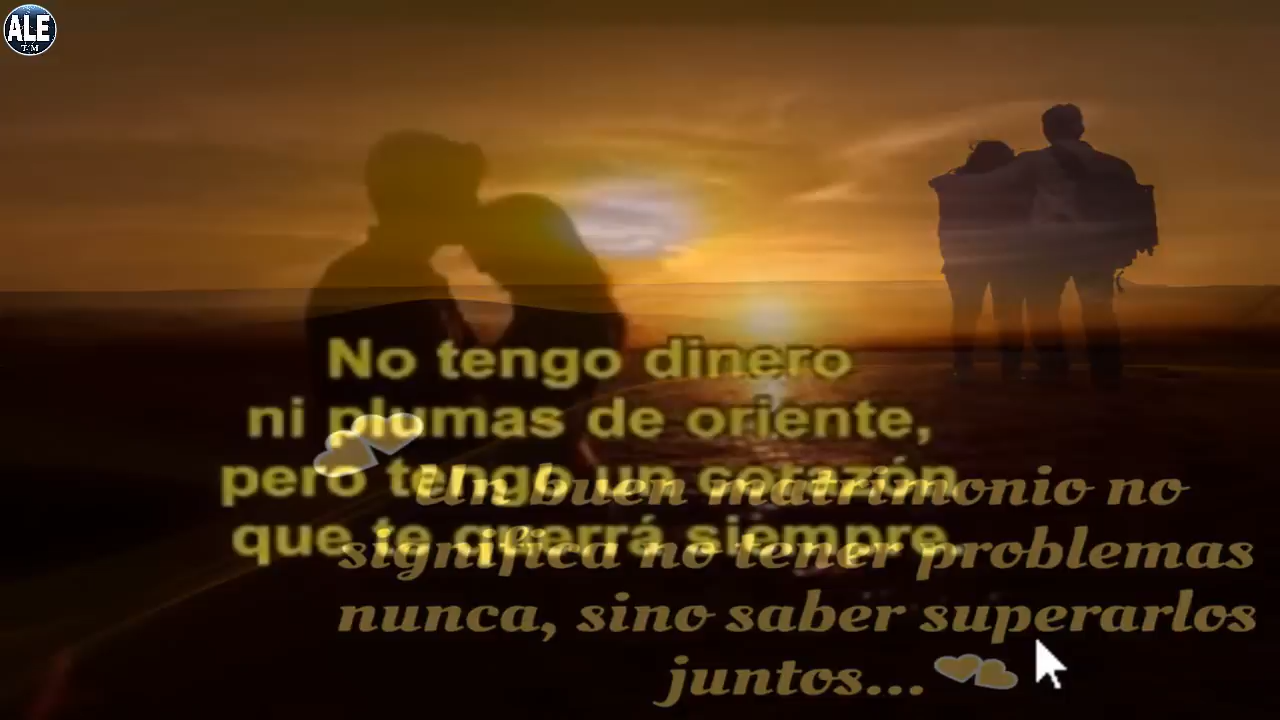 ALE
TM
No tengo dinero
ni plumas de oriente,
pero tengo un corazón
que te querrá siempre.
Un buen matrimonio no
significa no tener problemas
nunca, sino saber superarlos
juntos...